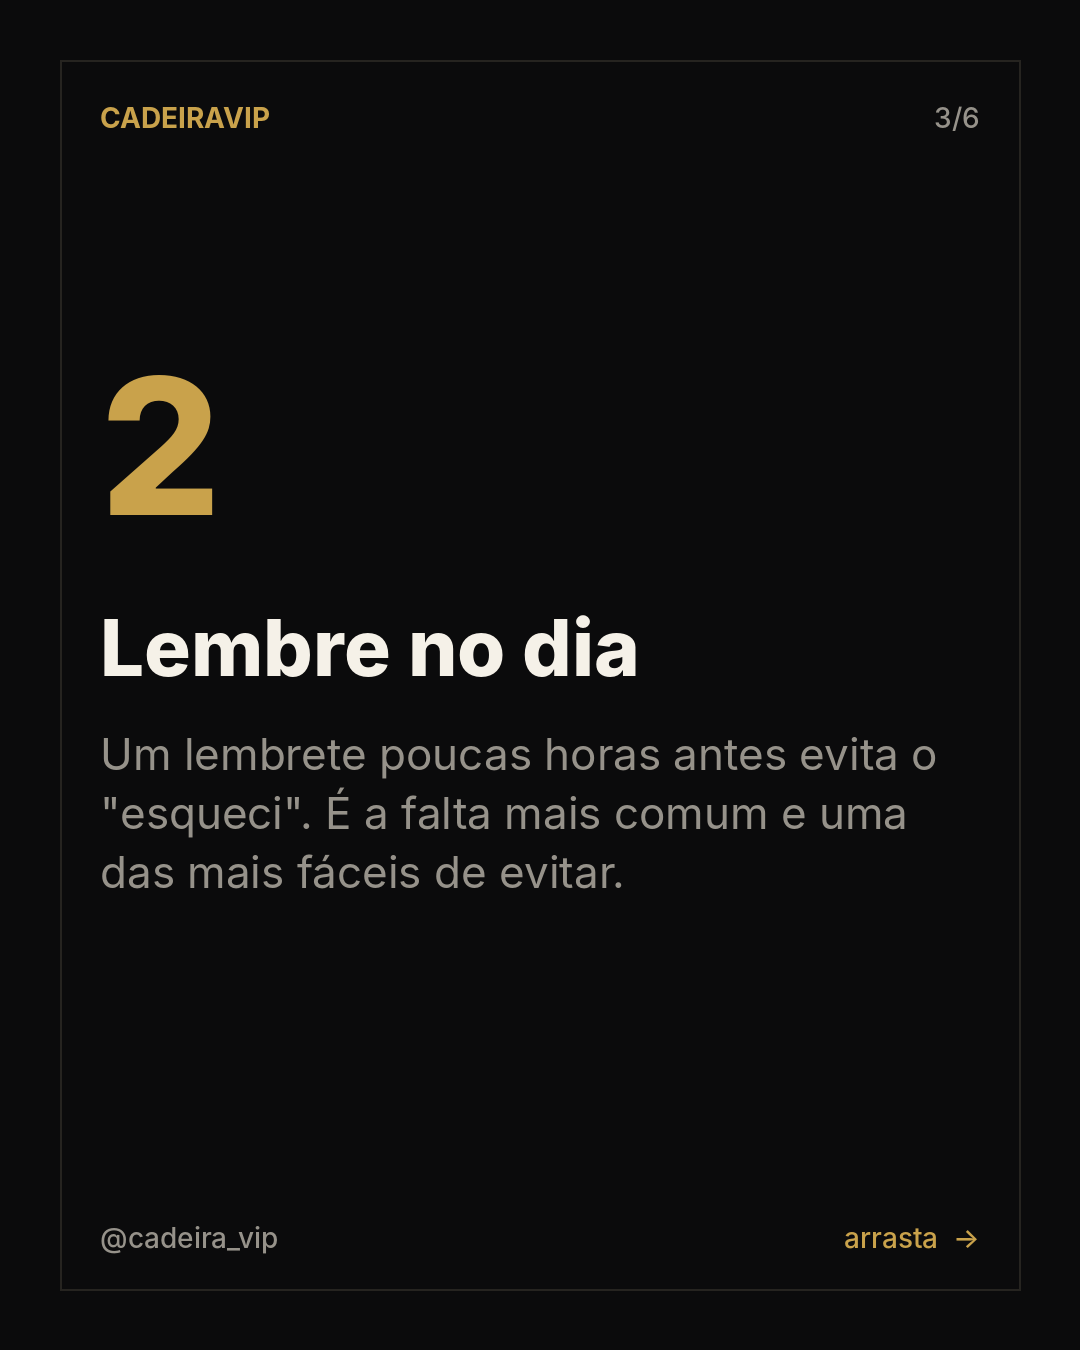 CADEIRAVIP
3/6
2
Lembre no dia
Um lembrete poucas horas antes evita o
"esqueci". É a falta mais comum e uma
das mais fáceis de evitar.
@cadeira_vip
arrasta →